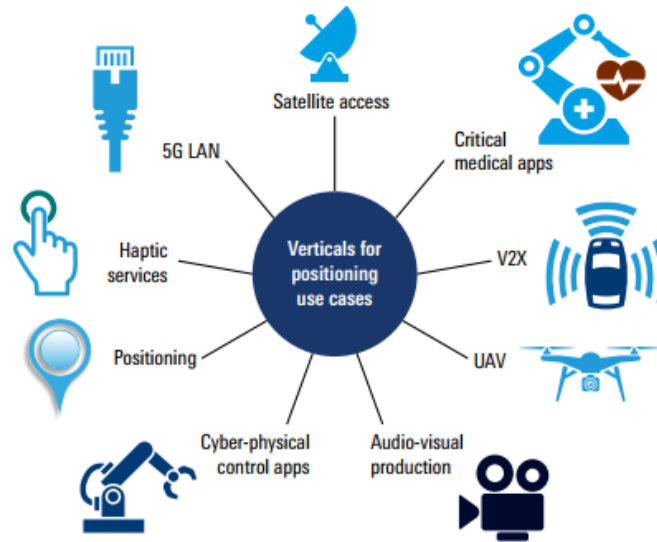 Satellite access
5G LAN
Critical
medical apps
Haptic
services
Verticals for
positioning
use cases
V2X
Positioning
UAV
Cyber-physical
control apps
Audio-visual
production